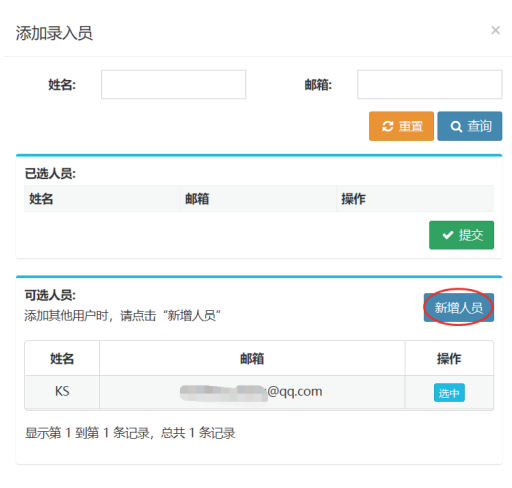 添加录入员 ×
姓名: 邮箱:
重置 查询
已选人员:
姓名 邮箱 操作
提交
可选人员:
添加其他用户时，请点击“新增人员” 新增人员
姓名 邮箱 操作
KS @qq.com 选中
显示第 1 到第 1 条记录，总共 1 条记录